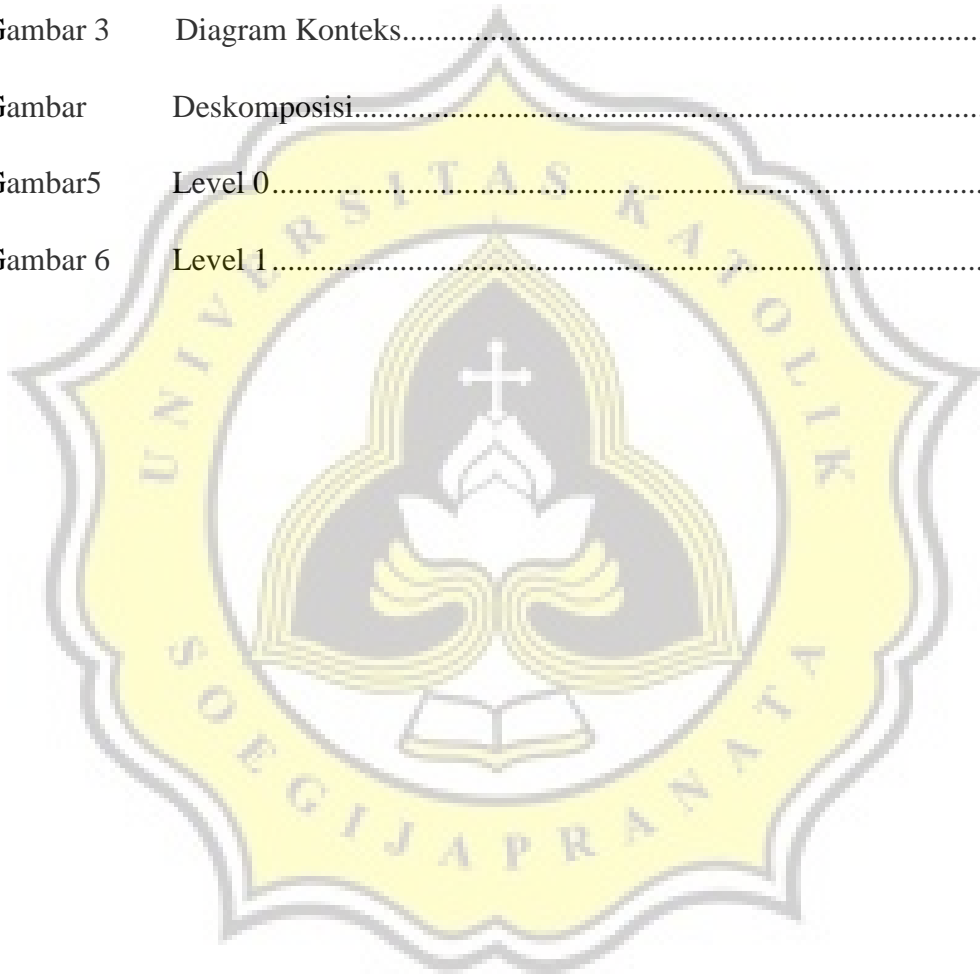 Gambar 3 Diagram Konteks..........................................................................
Gambar Deskomposisi................................................................................
Gambar5 Level 0..........................................................................................
Gambar 6 Level 1..........................................................................................
UNIVERSITAS KATOLIK
SOEGIJAPRANATA